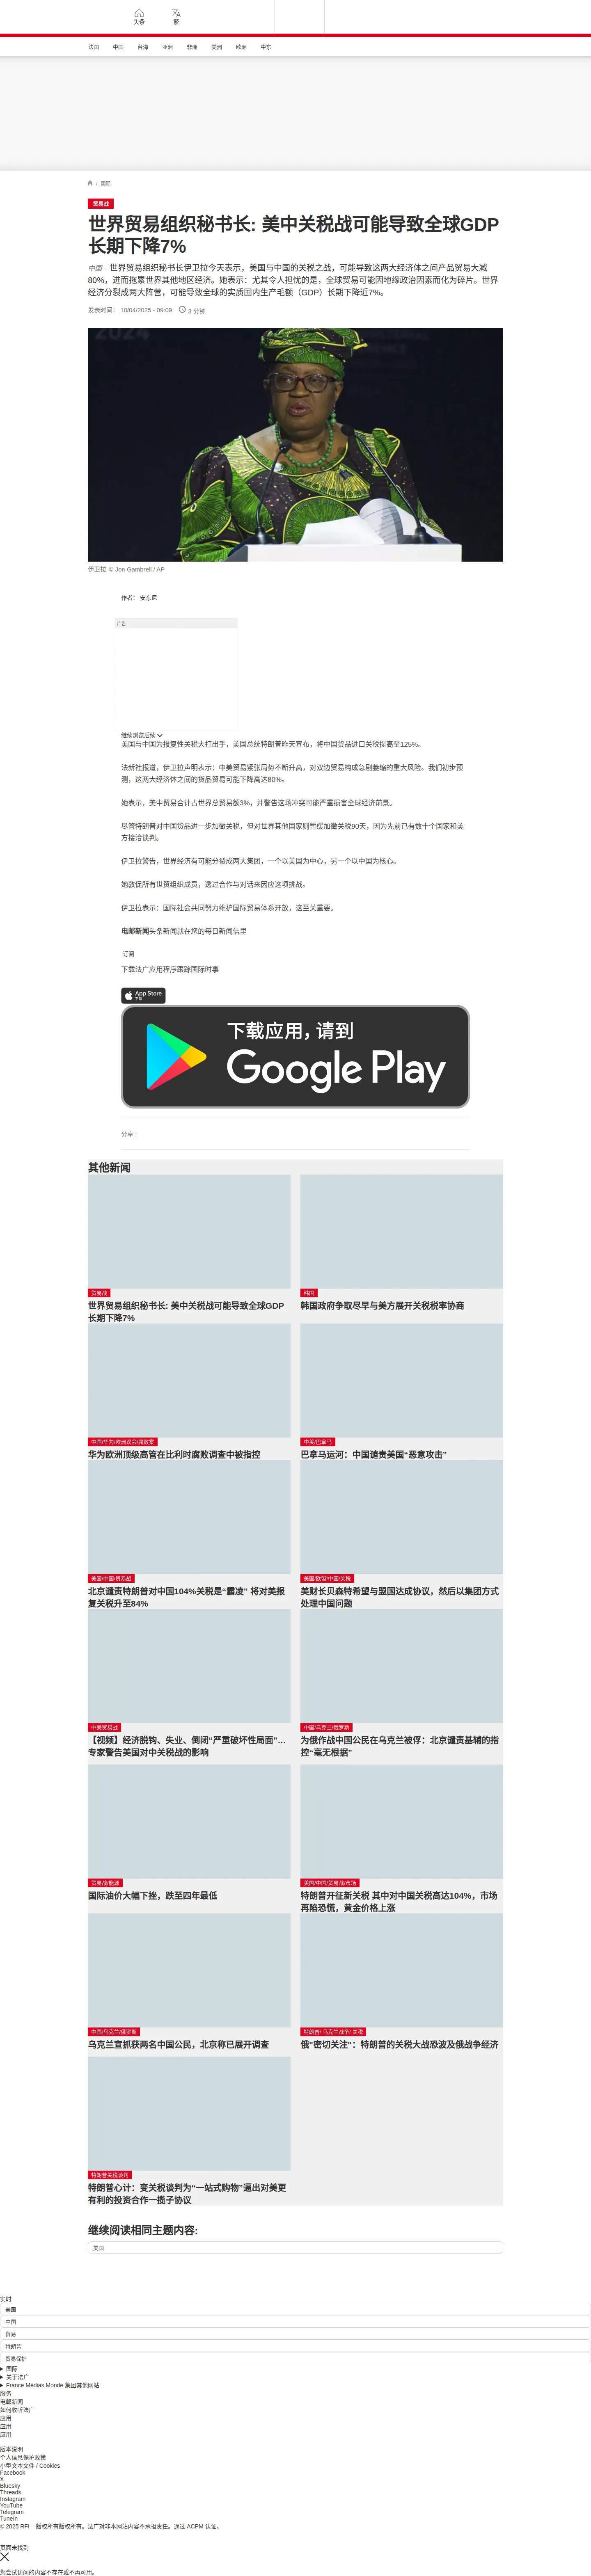 头条
繁
法国 中国 台海 亚洲 非洲 美洲 欧洲 中东
/ 国际
贸易战
世界贸易组织秘书长: 美中关税战可能导致全球GDP
长期下降7%
中国 – 世界贸易组织秘书长伊卫拉今天表示，美国与中国的关税之战，可能导致这两大经济体之间产品贸易大减
80%，进而拖累世界其他地区经济。她表示：尤其令人担忧的是，全球贸易可能因地缘政治因素而化为碎片。世界
经济分裂成两大阵营，可能导致全球的实质国内生产毛额（GDP）长期下降近7%。
发表时间： 10/04/2025 - 09:09 3 分钟
2024
伊卫拉 © Jon Gambrell / AP
作者： 安东尼
广告
继续浏览后续
美国与中国为报复性关税大打出手，美国总统特朗普昨天宣布，将中国货品进口关税提高至125%。
法新社报道，伊卫拉声明表示：中美贸易紧张局势不断升高，对双边贸易构成急剧萎缩的重大风险。我们初步预
测，这两大经济体之间的货品贸易可能下降高达80%。
她表示，美中贸易合计占世界总贸易额3%，并警告这场冲突可能严重损害全球经济前景。
尽管特朗普对中国货品进一步加徵关税，但对世界其他国家则暂缓加徵关税90天，因为先前已有数十个国家和美
方接洽谈判。
伊卫拉警告，世界经济有可能分裂成两大集团，一个以美国为中心，另一个以中国为核心。
她敦促所有世贸组织成员，透过合作与对话来因应这项挑战。
伊卫拉表示：国际社会共同努力维护国际贸易体系开放，这至关重要。
电邮新闻头条新闻就在您的每日新闻信里
订阅
下载法广应用程序跟踪国际时事
App Store
下载
下载应用，请到
Google Play
分享 :
其他新闻
贸易战
世界贸易组织秘书长: 美中关税战可能导致全球GDP
长期下降7%
韩国
韩国政府争取尽早与美方展开关税税率协商
中国/华为/欧洲议会/腐败案
华为欧洲顶级高管在比利时腐败调查中被指控
中美/巴拿马
巴拿马运河：中国谴责美国“恶意攻击”
美国/中国/贸易战
北京谴责特朗普对中国104%关税是“霸凌” 将对美报
复关税升至84%
美国/欧盟/中国/关税
美财长贝森特希望与盟国达成协议，然后以集团方式
处理中国问题
中美贸易战
【视频】经济脱钩、失业、倒闭“严重破坏性局面”…
专家警告美国对中关税战的影响
中国/乌克兰/俄罗斯
为俄作战中国公民在乌克兰被俘：北京谴责基辅的指
控“毫无根据”
贸易战/能源
国际油价大幅下挫，跌至四年最低
美国/中国/贸易战/市场
特朗普开征新关税 其中对中国关税高达104%，市场
再陷恐慌，黄金价格上涨
中国/乌克兰/俄罗斯
乌克兰宣抓获两名中国公民，北京称已展开调查
特朗普/ 马克兰战争/ 关税
俄"密切关注"：特朗普的关税大战恐波及俄战争经济
特朗普关税谈判
特朗普心计：变关税谈判为“一站式购物”逼出对美更
有利的投资合作一揽子协议
继续阅读相同主题内容:
美国
实时
美国
中国
贸易
特朗普
贸易保护
国际
关于法广
France Médias Monde 集团其他网站
服务
电邮新闻
如何收听法广
应用
应用
应用
版本说明
个人信息保护政策
小型文本文件 / Cookies
Facebook
X
Bluesky
Threads
Instagram
YouTube
Telegram
TuneIn
© 2025 RFI – 版权所有版权所有。法广对非本网站内容不承担责任。通过 ACPM 认证。
页面未找到
您尝试访问的内容不存在或不再可用。